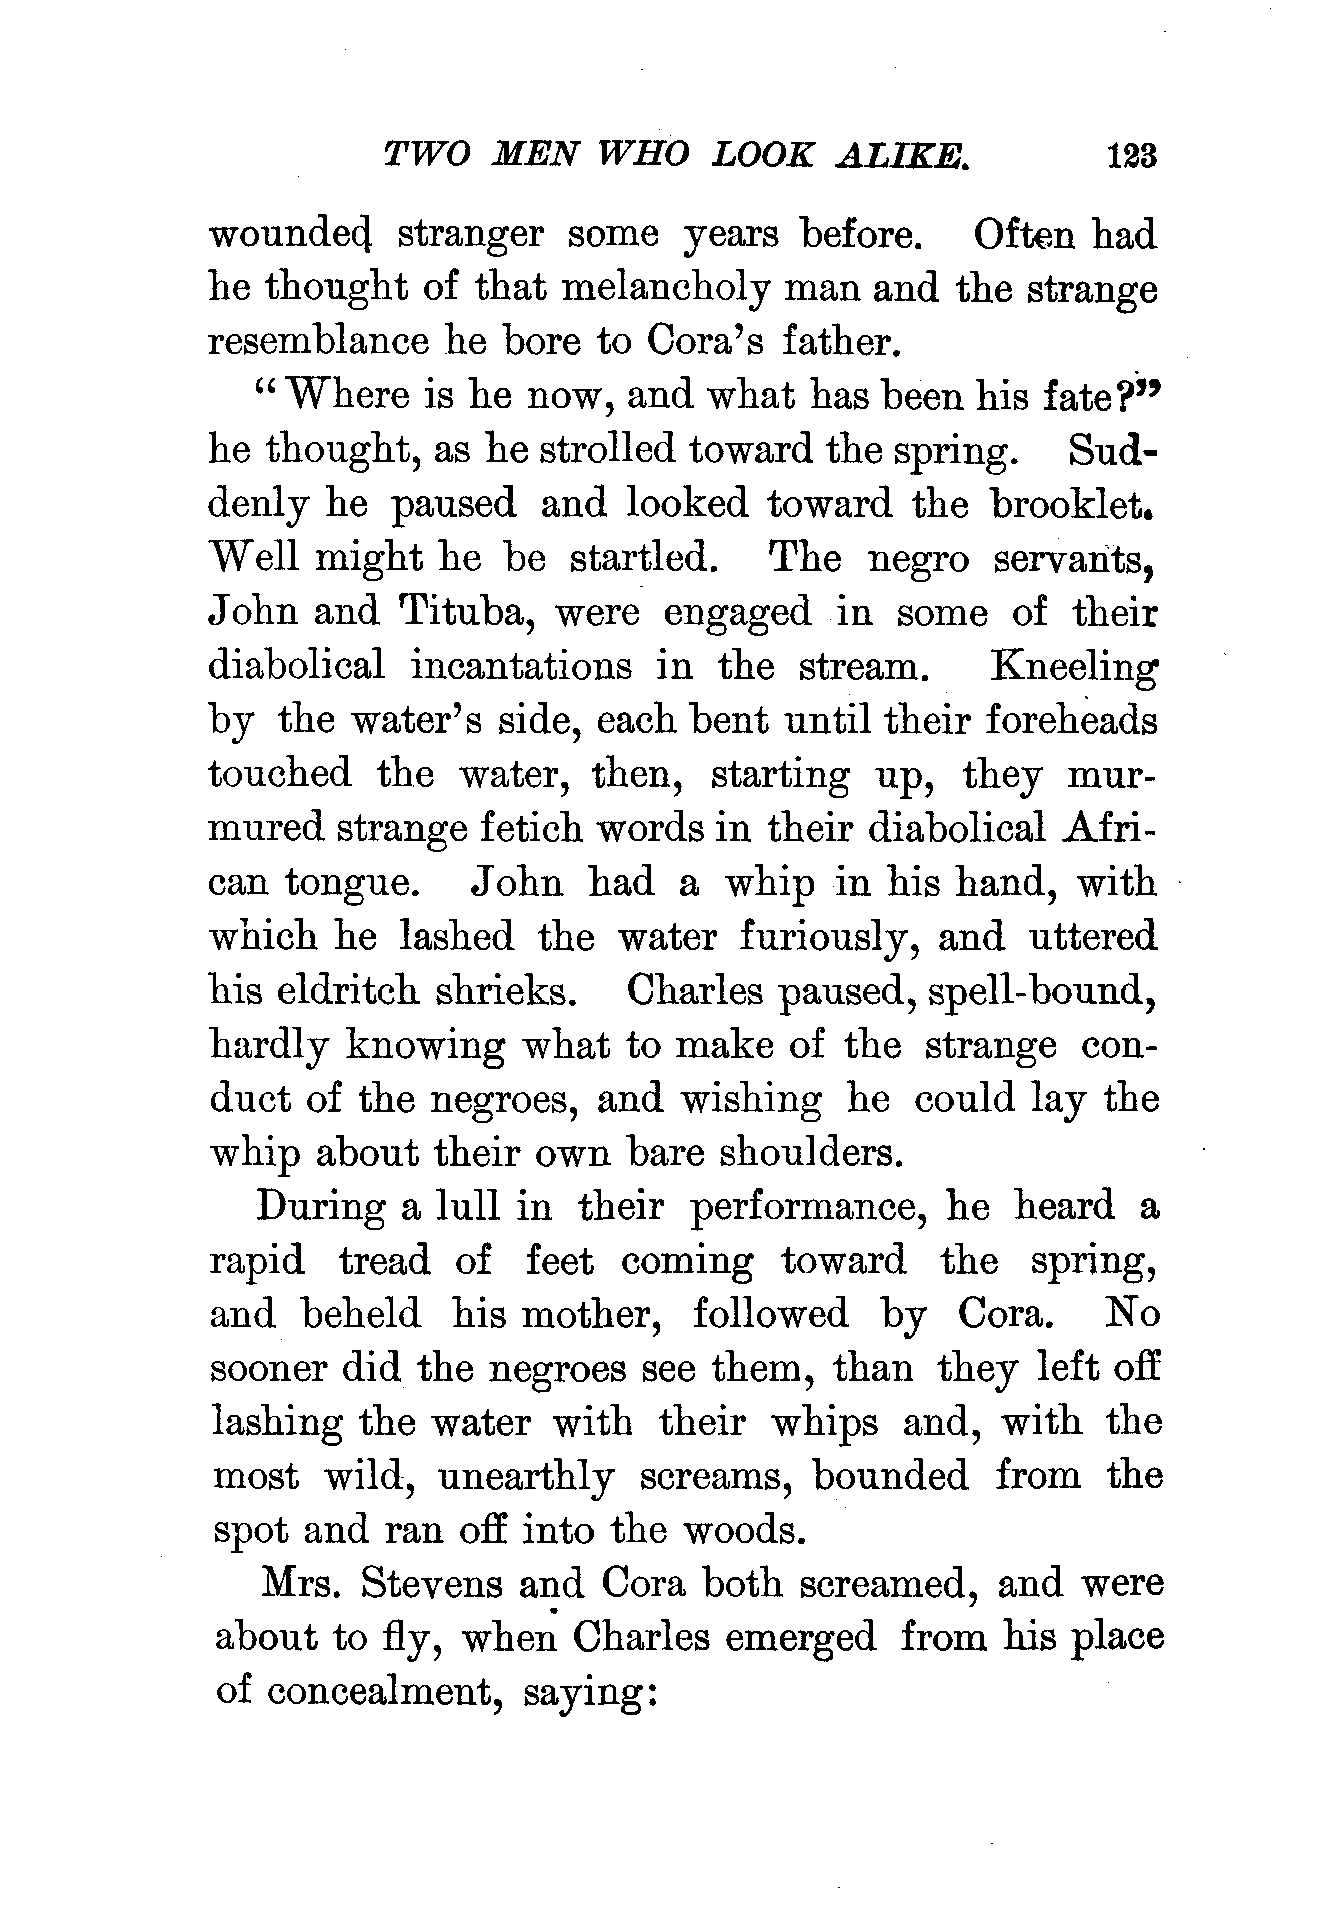 TWO MEN WHO LOOK ALIKE. 123
wounded stranger some years before. Often had
he thought of that melancholy man and the strange
resemblance he bore to Cora's father.
"Where is he now, and what has been his fate?"
he thought, as he strolled toward the spring. Sud-
denly he paused and looked toward the brooklet.
Well might he be startled. The negro servants,
John and Tituba, were engaged in some of their
diabolical incantations in the stream. Kneeling
by the water's side, each bent until their foreheads
touched the water, then, starting up, they mur-
mured strange fetich words in their diabolical Afri-
can tongue. John had a whip in his hand, with
which he lashed the water furiously, and uttered
his eldritch shrieks. Charles paused, spell-bound,
hardly knowing what to make of the strange con-
duct of the negroes, and wishing he could lay the
whip about their own bare shoulders.
During a lull in their performance, he heard a
rapid tread of feet coming toward the spring,
and beheld his mother, followed by Cora. No
sooner did the negroes see them, than they left off
lashing the water with their whips and, with the
most wild, unearthly screams, bounded from the
spot and ran off into the woods.
Mrs. Stevens and Cora both screamed, and were
about to fly, when Charles emerged from his place
of concealment, saying: